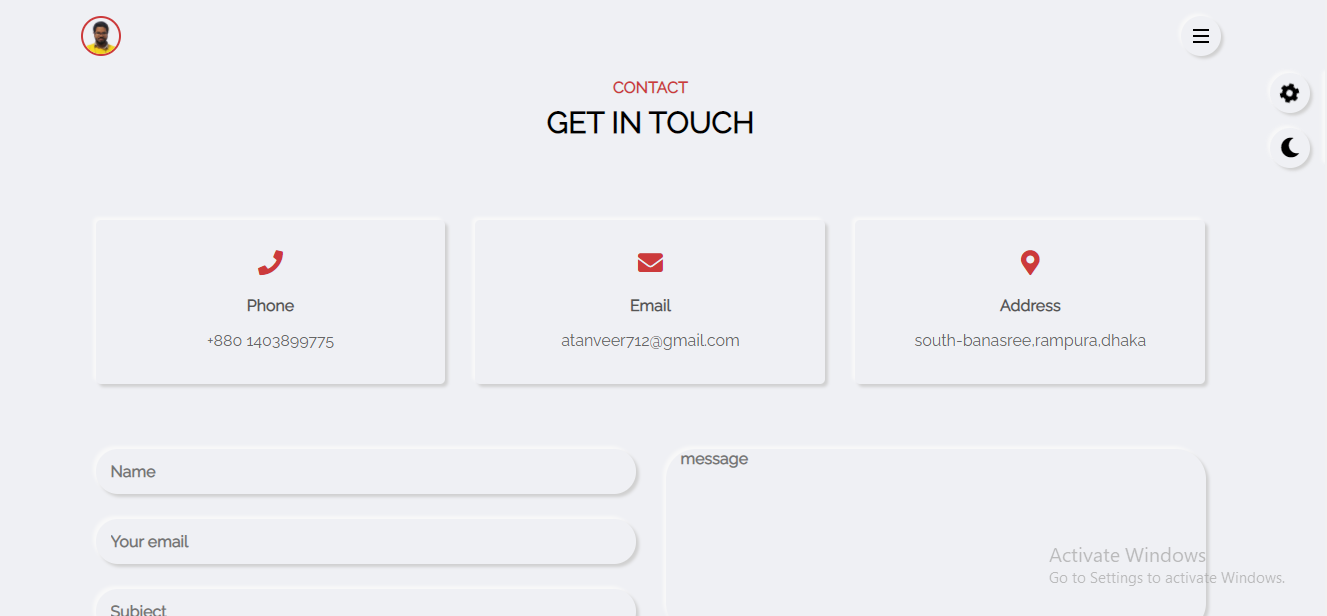 CONTACT
GET IN TOUCH
Phone
+880 1403899775
Email
atanveer712@gmail.com
Address
south-banasree,rampura,dhaka
Name
message
Your email
Subject
Activate Windows
Go to Settings to activate Windows.